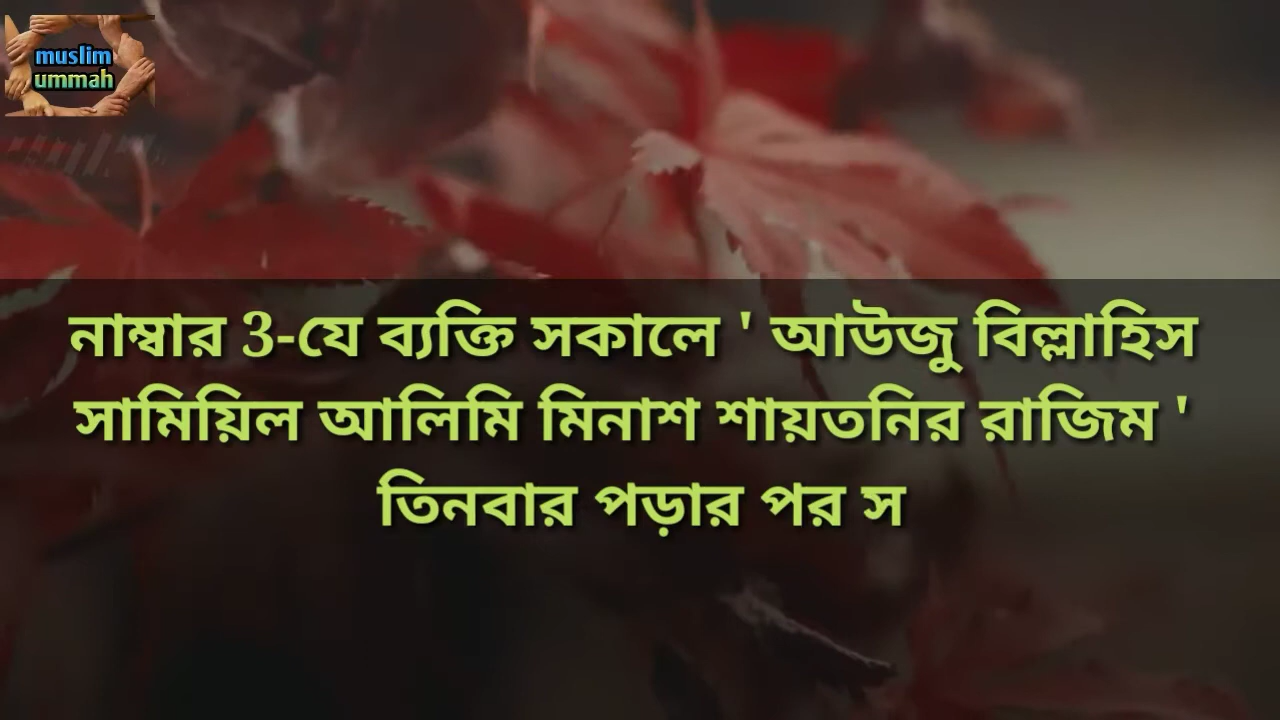 muslim
ummah
নাম্বার 3-যে ব্যক্তি সকালে ' আউজু বিল্লাহিস
সামিয়িল আলিমি মিনাশ শায়তনির রাজিম '
তিনবার পড়ার পর স